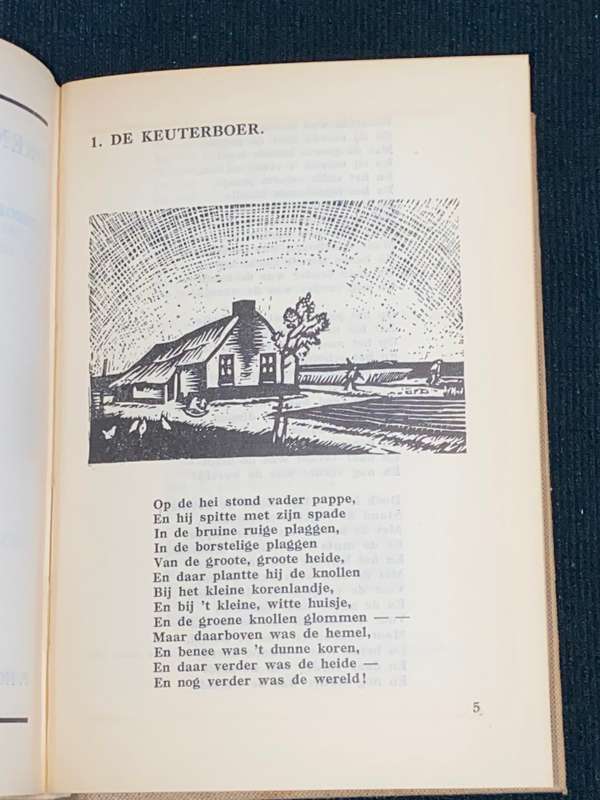 1. DE KEUTERBOER.
Op de hei stond vader pappe,
En hij spitte met zijn spade
In de bruine ruige plaggen,
In de borstelige plaggen
Van de groote, groote heide,
En daar plantte hij de knollen
Bij het kleine korenlandje,
En bij 't kleine, witte huisje,
En de groene knollen glommen — —
Maar daarboven was de hemel,
En benee was 't dunne koren,
En daar verder was de heide —
En nog verder was de wereld!
5